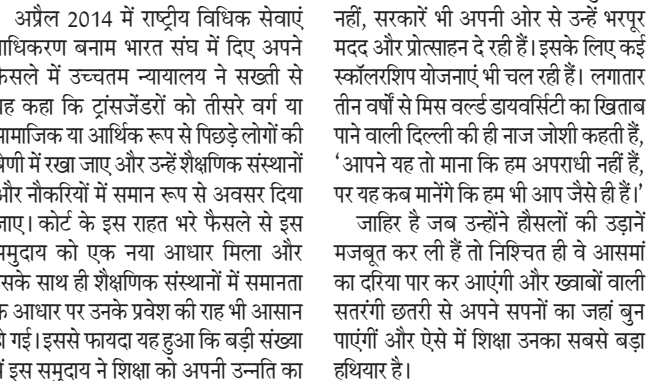 अप्रैल 2014 में राष्ट्रीय विधिक सेवाएं
प्राधिकरण बनाम भारत संघ में दिए अपने
फैसले में उच्चतम न्यायालय ने सख्ती से
यह कहा कि ट्रांसजेंडरों को तीसरे वर्ग या
सामाजिक या आर्थिक रूप से पिछड़े लोगों की
श्रेणी में रखा जाए और उन्हें शैक्षणिक संस्थानों
और नौकरियों में समान रूप से अवसर दिया
जाए। कोर्ट के इस राहत भरे फैसले से इस
समुदाय को एक नया आधार मिला और
इसके साथ ही शैक्षणिक संस्थानों में समानता
के आधार पर उनके प्रवेश की राह भी आसान
हो गई। इससे फायदा यह हुआ कि बड़ी संख्या
में इस समुदाय ने शिक्षा को अपनी उन्नति का
नहीं, सरकारें भी अपनी ओर से उन्हें भरपूर
मदद और प्रोत्साहन दे रही हैं। इसके लिए कई
स्कॉलरशिप योजनाएं भी चल रही हैं। लगातार
तीन वर्षों से मिस वर्ल्ड डायवर्सिटी का खिताब
पाने वाली दिल्ली की ही नाज जोशी कहती हैं,
‘आपने यह तो माना कि हम अपराधी नहीं हैं,
पर यह कब मानेंगे कि हम भी आप जैसे ही हैं।’
जाहिर है जब उन्होंने हौसलों की उड़ानें
मजबूत कर ली हैं तो निश्चित ही वे आसमां
का दरिया पार कर आएंगी और ख्वाबों वाली
सतरंगी छतरी से अपने सपनों का जहां बुन
पाएंगीं और ऐसे में शिक्षा उनका सबसे बड़ा
हथियार है।